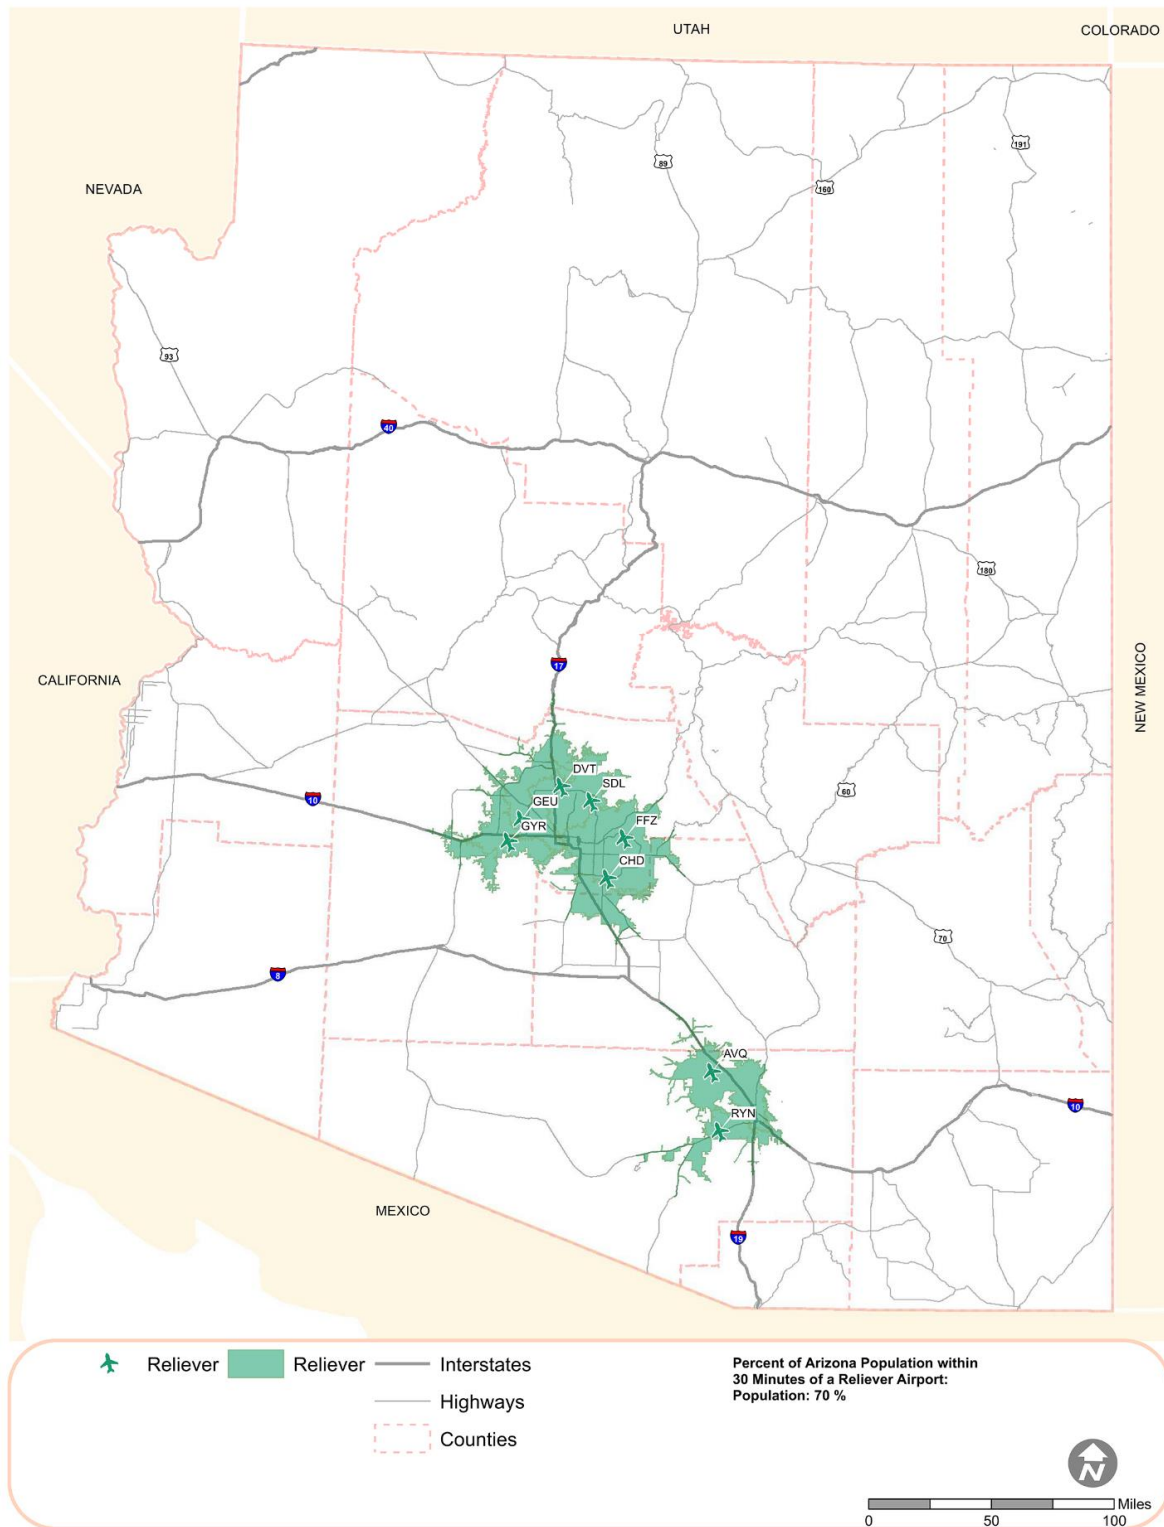 UTAH
COLORADO
191
89
160
NEVADA
93
40
180
17
CALIFORNIA
NEW MEXICO
DVT
SDL
60
10
GEU
GYR
FFZ
CHD
70
8
AVQ
10
RYN
MEXICO
19
Reliever
Reliever
Interstates
Highways
Counties
Percent of Arizona Population within
30 Minutes of a Reliever Airport:
Population: 70 %
N
Miles
0 50 100